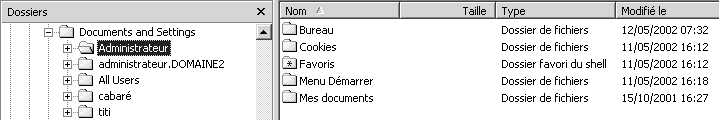 Dossiers
Documents and Settings
Administrateur
administrateur.DOMAINE2
All Users
cabaré
titi
Nom Taille Type Modifié le
Bureau Dossier de fichiers 12/05/2002 07:32
Cookies Dossier de fichiers 11/05/2002 16:12
Favoris Dossier favori du shell 11/05/2002 16:12
Menu Démarrer Dossier de fichiers 11/05/2002 16:18
Mes documents Dossier de fichiers 15/10/2001 16:27